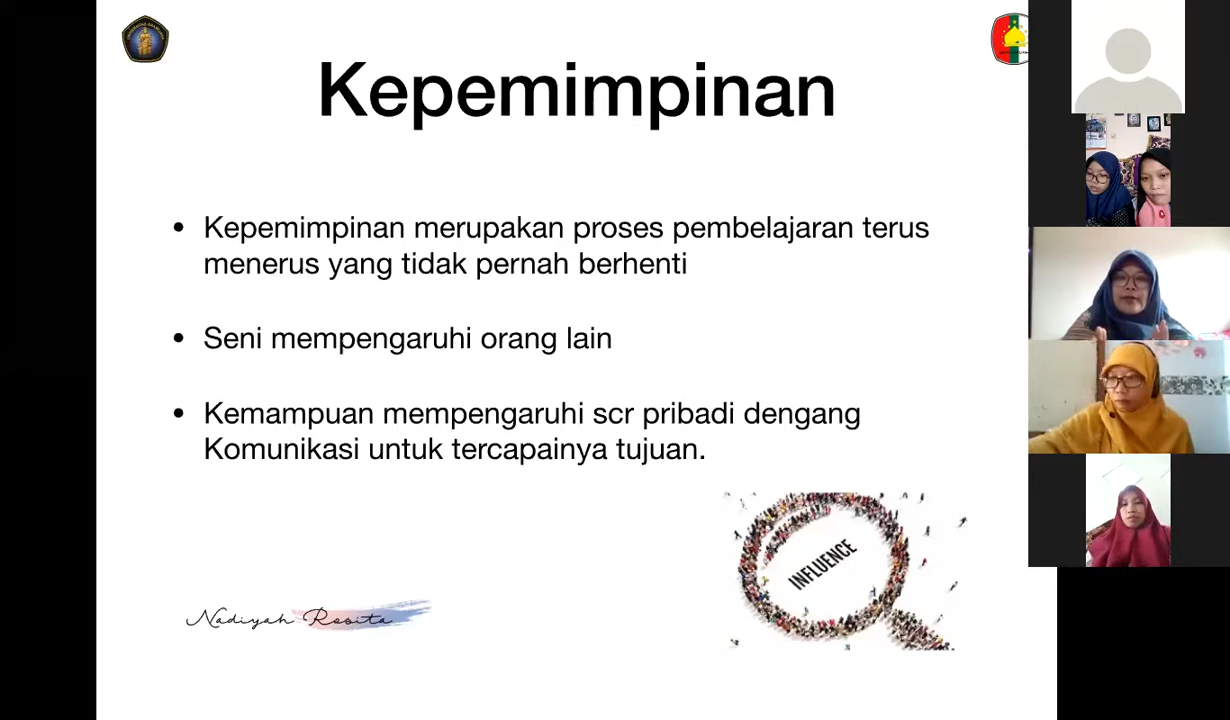 Kepemimpinan
• Kepemimpinan merupakan proses pembelajaran terus
menerus yang tidak pernah berhenti
• Seni mempengaruhi orang lain
• Kemampuan mempengaruhi scr pribadi dengang
Komunikasi untuk tercapainya tujuan.
INFLUENCE
Nadiyah Rosita